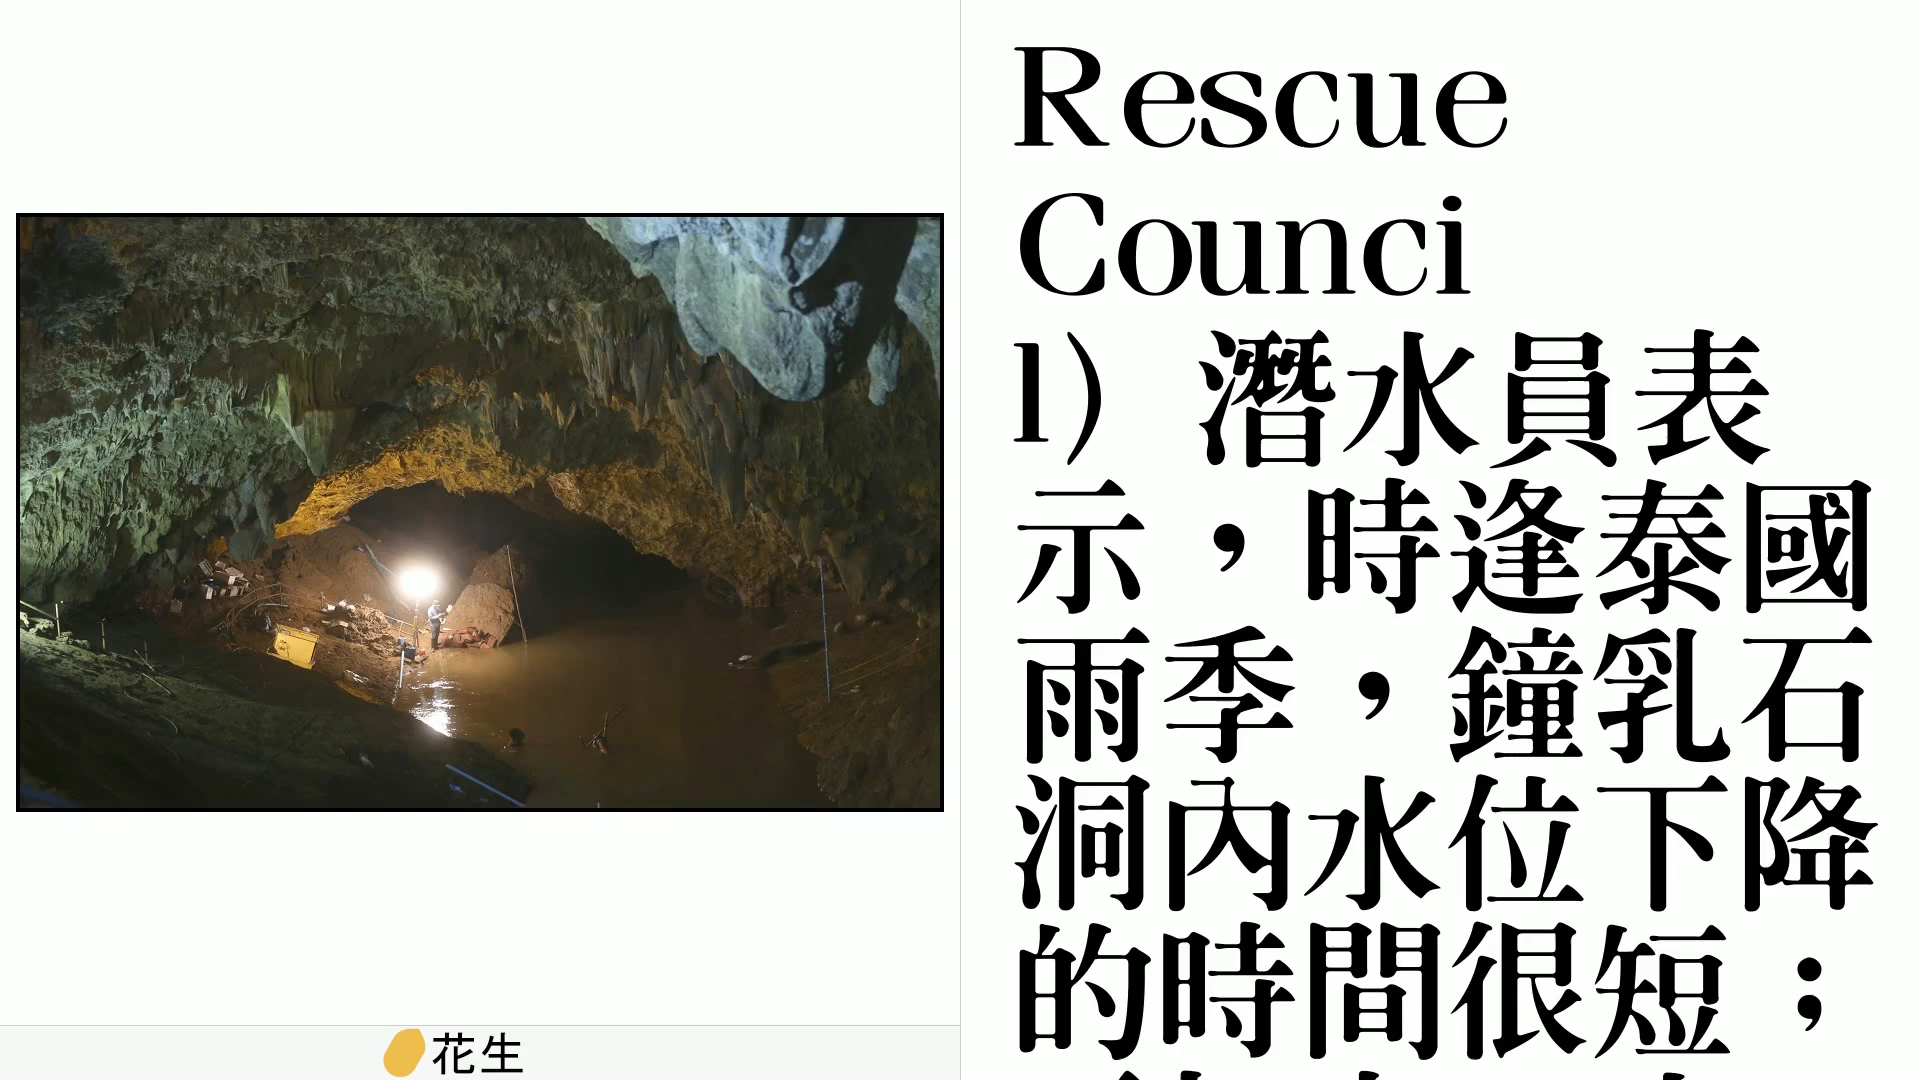 Rescue
Counci
l) 潛水員表
示，時逢泰國
雨季，鐘乳石
洞內水位下降
的時間很短；
花生